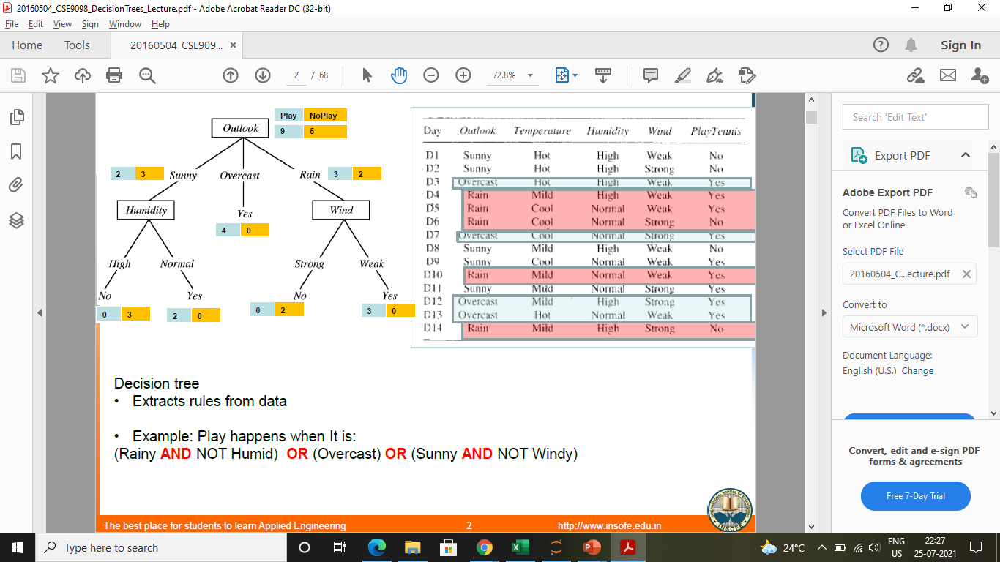 20160504_CSE9098_DecisionTrees_Lecture.pdf - Adobe Acrobat Reader DC (32-bit)
File Edit View Sign Window Help
Home Tools 20160504_CSE909... × Sign In
2 / 68 72.8%
Play NoPlay
9 5
Outlook
2 3 Sunny Overcast Rain 3 2
Humidity Yes Wind
4 0
High Normal Strong Weak
No Yes No Yes
0 3 2 0 0 2 3 0
Day Outlook Temperature Humidity Wind PlayTennis
D1 Sunny Hot High Weak No
D2 Sunny Hot High Strong No
D3 Overcast Hot High Weak Yes
D4 Rain Mild High Weak Yes
D5 Rain Cool Normal Weak Yes
D6 Rain Cool Normal Strong No
D7 Overcast Cool Normal Strong Yes
D8 Sunny Mild High Weak No
D9 Sunny Cool Normal Weak Yes
D10 Rain Mild Normal Weak Yes
D11 Sunny Mild Normal Strong Yes
D12 Overcast Mild High Strong Yes
D13 Overcast Hot Normal Weak Yes
D14 Rain Mild High Strong No
Decision tree
• Extracts rules from data
• Example: Play happens when It is:
(Rainy AND NOT Humid) OR (Overcast) OR (Sunny AND NOT Windy)
The best place for students to learn Applied Engineering 2 http://www.insofe.edu.in
Search 'Edit Text'
Export PDF
Adobe Export PDF
Convert PDF Files to Word
or Excel Online
Select PDF File
20160504_C...ecture.pdf
Convert to
Microsoft Word (*.docx)
Document Language:
English (U.S.) Change
Convert, edit and e-sign PDF
forms & agreements
Free 7-Day Trial
Type here to search
24°C
ENG
US
22:27
25-07-2021